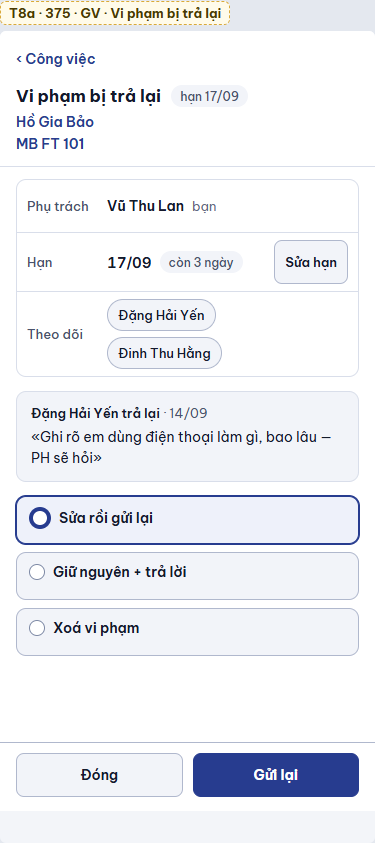 T8a · 375 · GV · Vi phạm bị trả lại
‹ Công việc
Vi phạm bị trả lại hạn 17/09
Hồ Gia Bảo
MB FT 101
Phụ trách Vũ Thu Lan bạn
Hạn 17/09 còn 3 ngày Sửa hạn
Theo dõi Đặng Hải Yến
Đinh Thu Hằng
Đặng Hải Yến trả lại · 14/09
«Ghi rõ em dùng điện thoại làm gì, bao lâu —
PH sẽ hỏi»
Sửa rồi gửi lại
Giữ nguyên + trả lời
Xoá vi phạm
Đóng Gửi lại